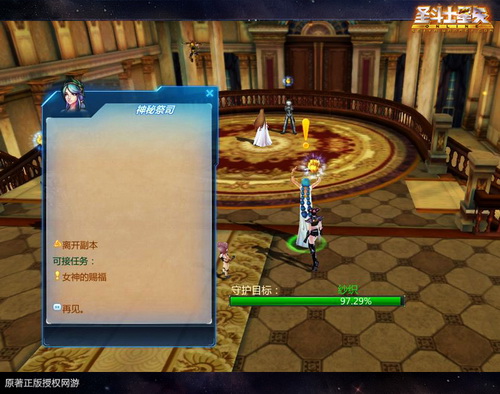 圣斗士星矢
ONLINE
神秘祭司
离开副本
可接任务：
女神的赐福
再见。
守护目标： 纱织
97.29%
原著正版授权网游